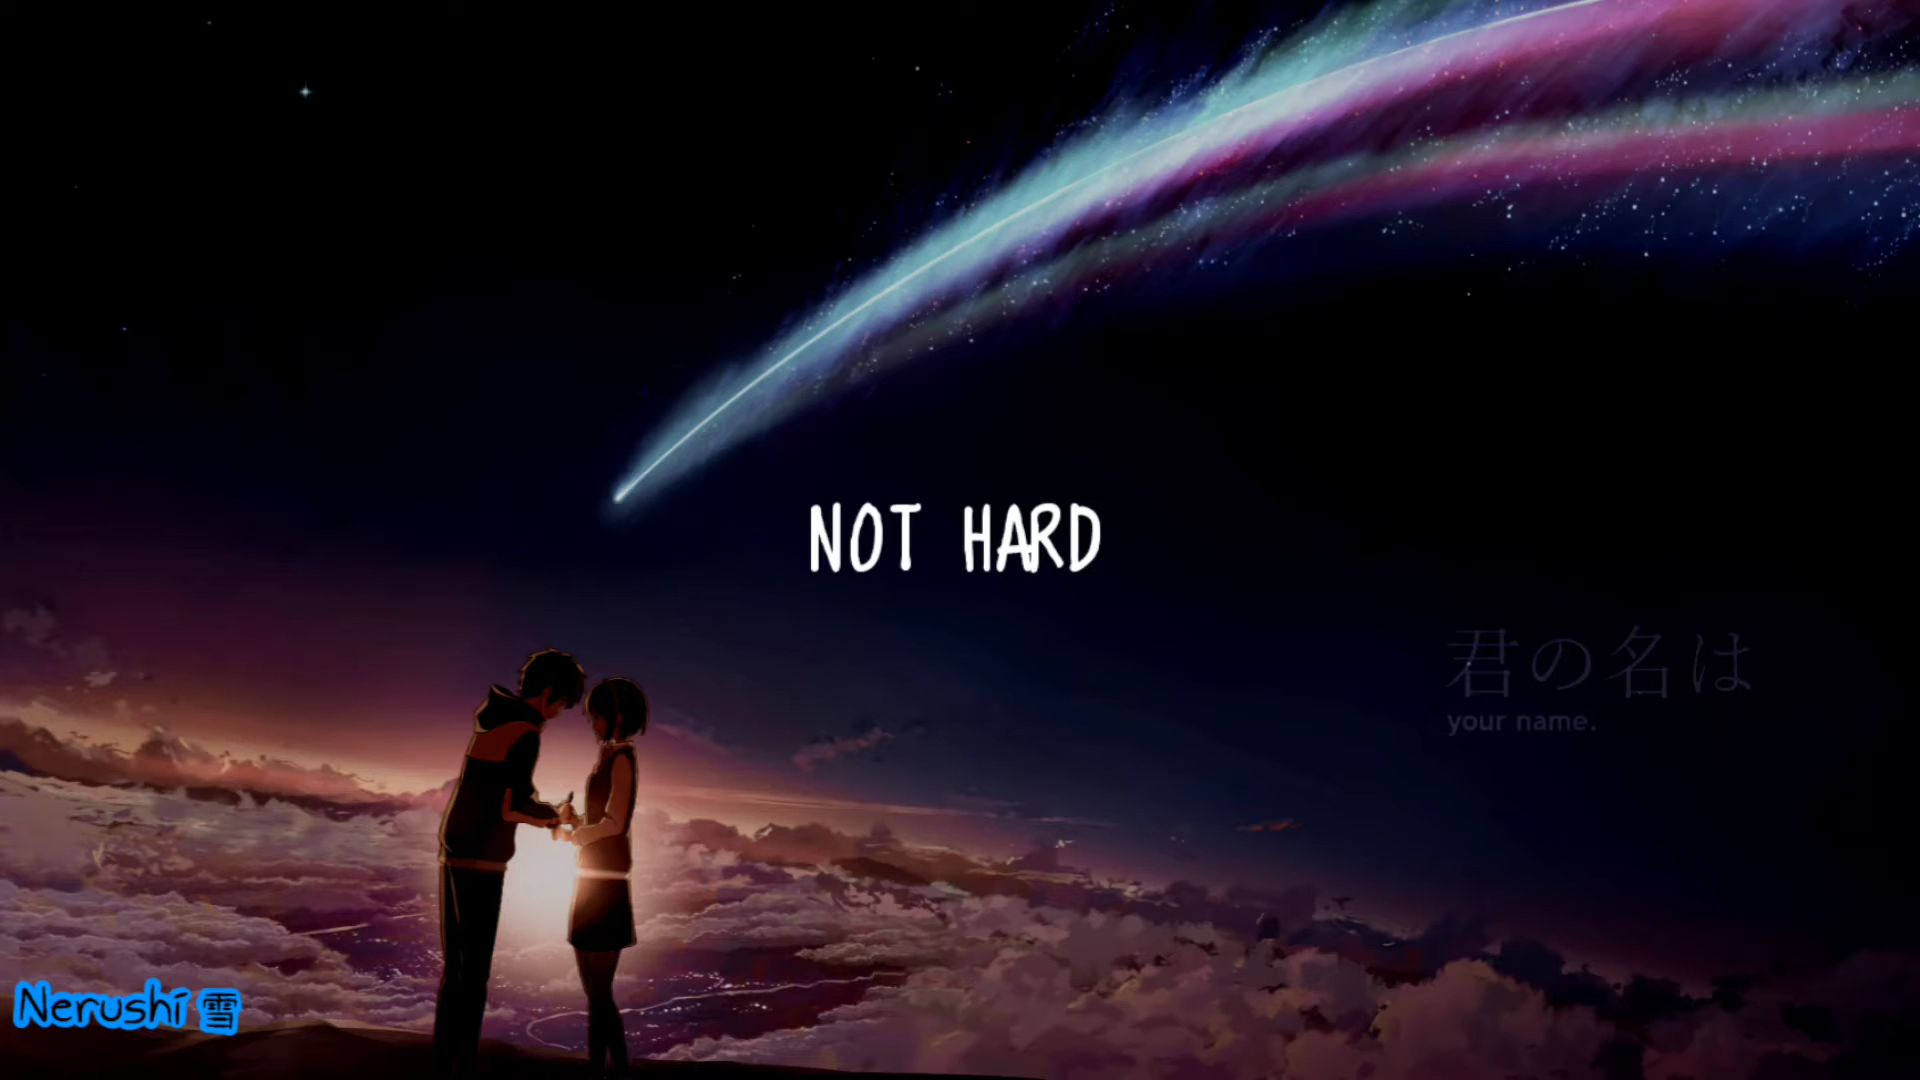 NOT HARD
君の名は
your name.
Nerushi 雪